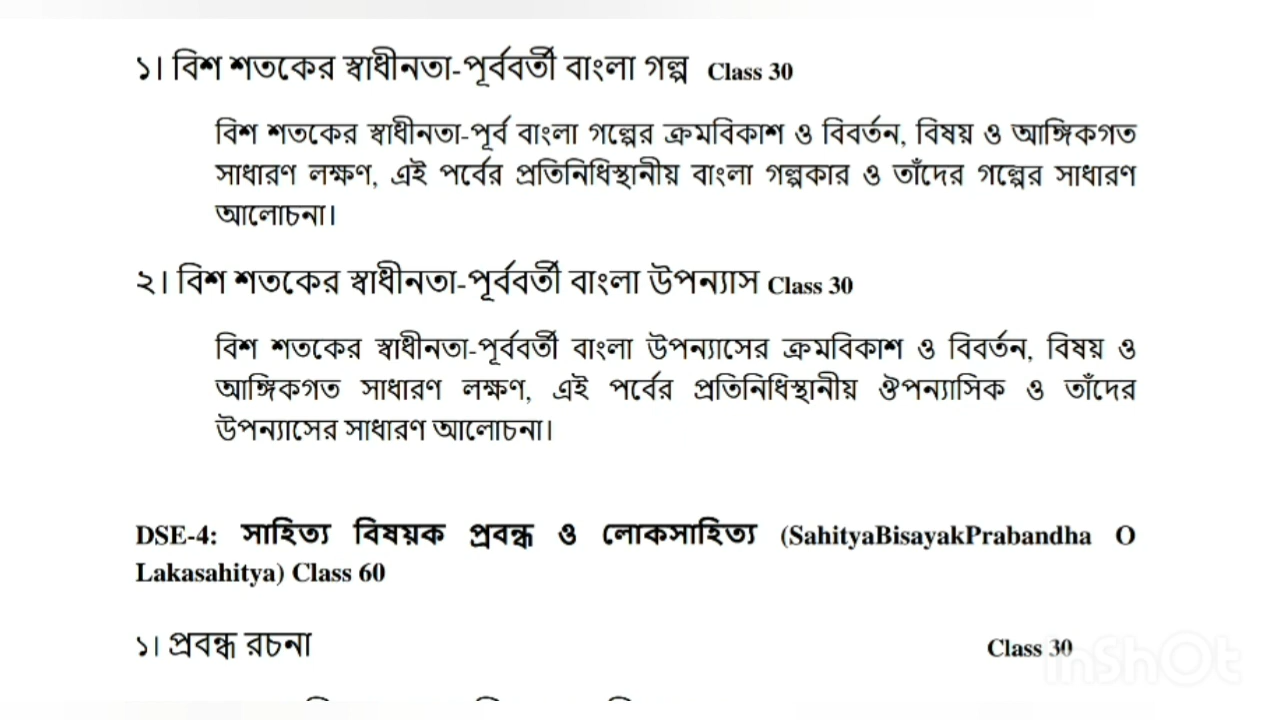 ১। বিশ শতকের স্বাধীনতা-পূর্ববর্তী বাংলা গল্প Class 30
বিশ শতকের স্বাধীনতা-পূর্ব বাংলা গল্পের ক্রমবিকাশ ও বিবর্তন, বিষয় ও আঙ্গিকগত
সাধারণ লক্ষণ, এই পর্বের প্রতিনিধিস্থানীয় বাংলা গল্পকার ও তাঁদের গল্পের সাধারণ
আলোচনা।
২। বিশ শতকের স্বাধীনতা-পূর্ববর্তী বাংলা উপন্যাস Class 30
বিশ শতকের স্বাধীনতা-পূর্ববর্তী বাংলা উপন্যাসের ক্রমবিকাশ ও বিবর্তন, বিষয় ও
আঙ্গিকগত সাধারণ লক্ষণ, এই পর্বের প্রতিনিধিস্থানীয় ঔপন্যাসিক ও তাঁদের
উপন্যাসের সাধারণ আলোচনা।
DSE-4: সাহিত্য বিষয়ক প্রবন্ধ ও লোকসাহিত্য (SahityaBisayakPrabandha O
Lakasahitya) Class 60
১। প্রবন্ধ রচনা Class 30
InShOt